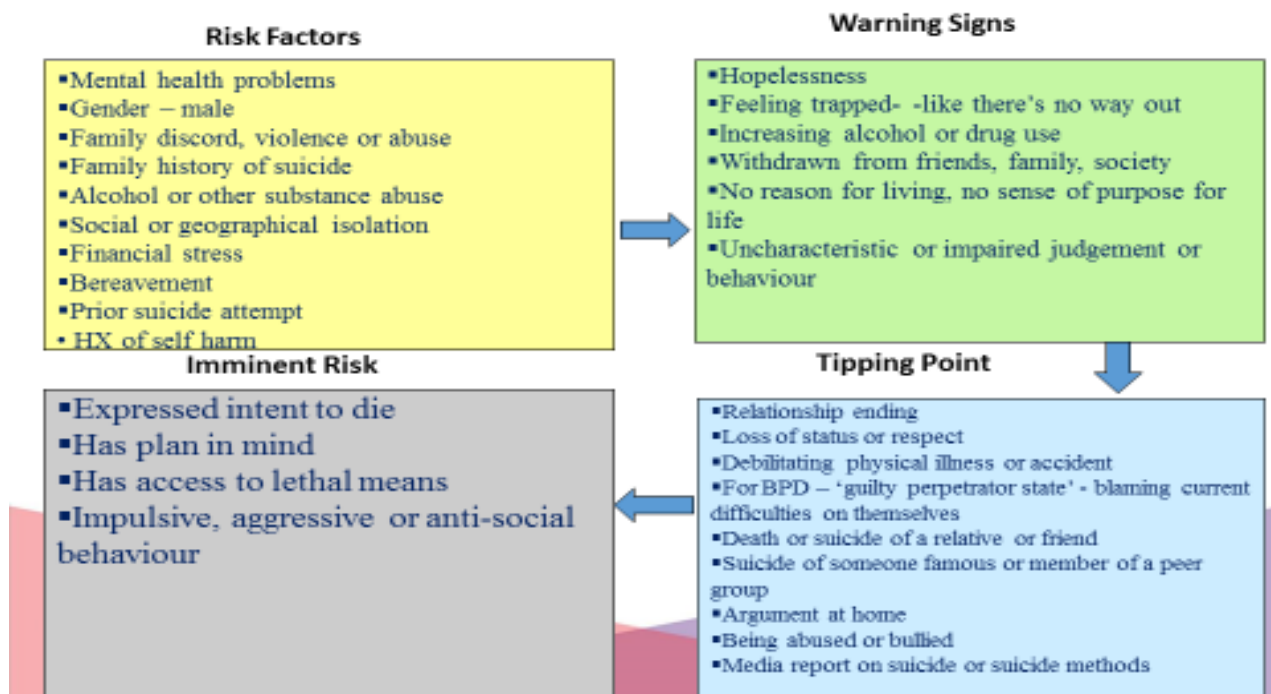 Risk Factors
▪Mental health problems
▪Gender – male
▪Family discord, violence or abuse
▪Family history of suicide
▪Alcohol or other substance abuse
▪Social or geographical isolation
▪Financial stress
▪Bereavement
▪Prior suicide attempt
• HX of self harm
Warning Signs
▪Hopelessness
▪Feeling trapped- -like there’s no way out
▪Increasing alcohol or drug use
▪Withdrawn from friends, family, society
▪No reason for living, no sense of purpose for
life
▪Uncharacteristic or impaired judgement or
behaviour
Tipping Point
▪Relationship ending
▪Loss of status or respect
▪Debilitating physical illness or accident
▪For BPD – ‘guilty perpetrator state’ - blaming current
difficulties on themselves
▪Death or suicide of a relative or friend
▪Suicide of someone famous or member of a peer
group
▪Argument at home
▪Being abused or bullied
▪Media report on suicide or suicide methods
Imminent Risk
▪Expressed intent to die
▪Has plan in mind
▪Has access to lethal means
▪Impulsive, aggressive or anti-social
behaviour